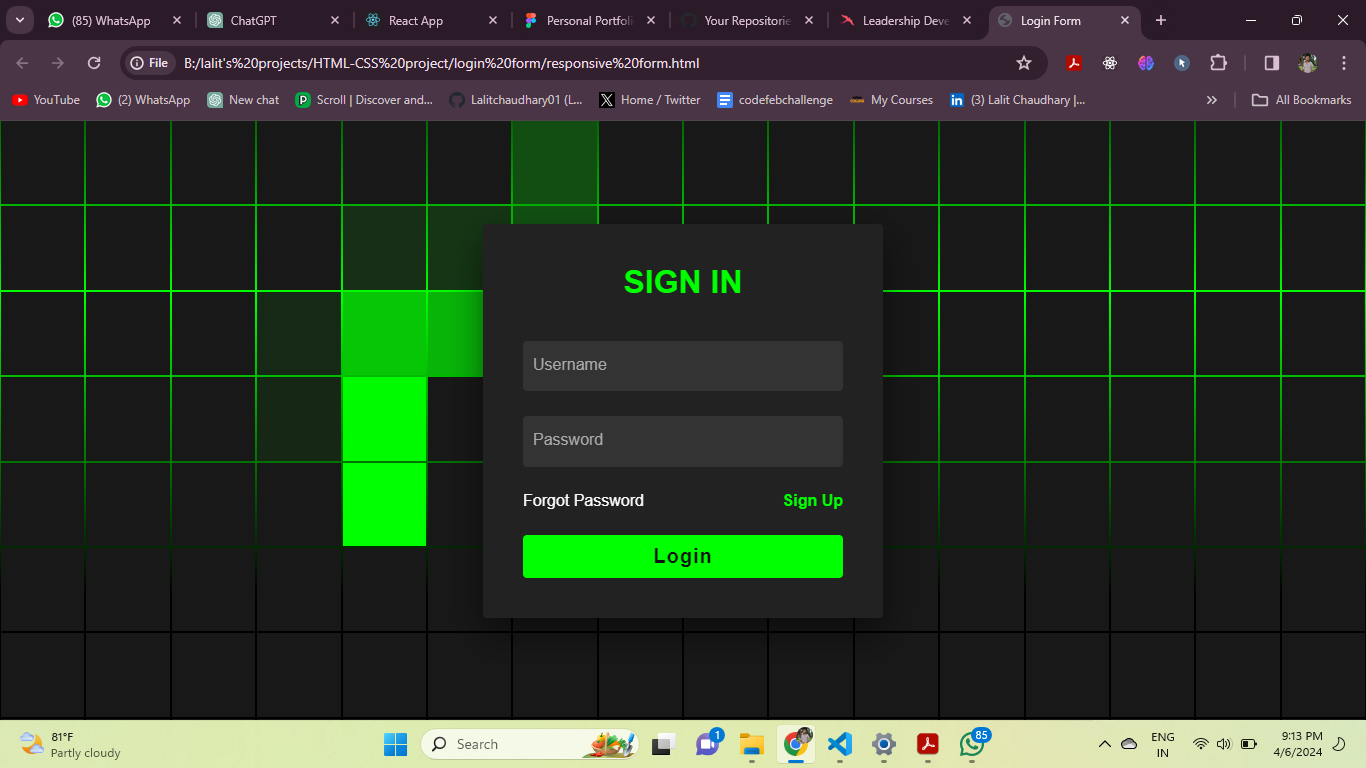 (85) WhatsApp
ChatGPT
React App
Personal Portfoli
Your Repositorie
Leadership Deve
Login Form
File B:/lalit's%20projects/HTML-CSS%20project/login%20form/responsive%20form.html
YouTube
(2) WhatsApp
New chat
Scroll | Discover and...
Lalitchaudhary01 (L...
Home / Twitter
codefebchallenge
My Courses
(3) Lalit Chaudhary |...
All Bookmarks
SIGN IN
Username
Password
Forgot Password Sign Up
Login
81°F
Partly cloudy
Search
1
85
ENG
IN
9:13 PM
4/6/2024